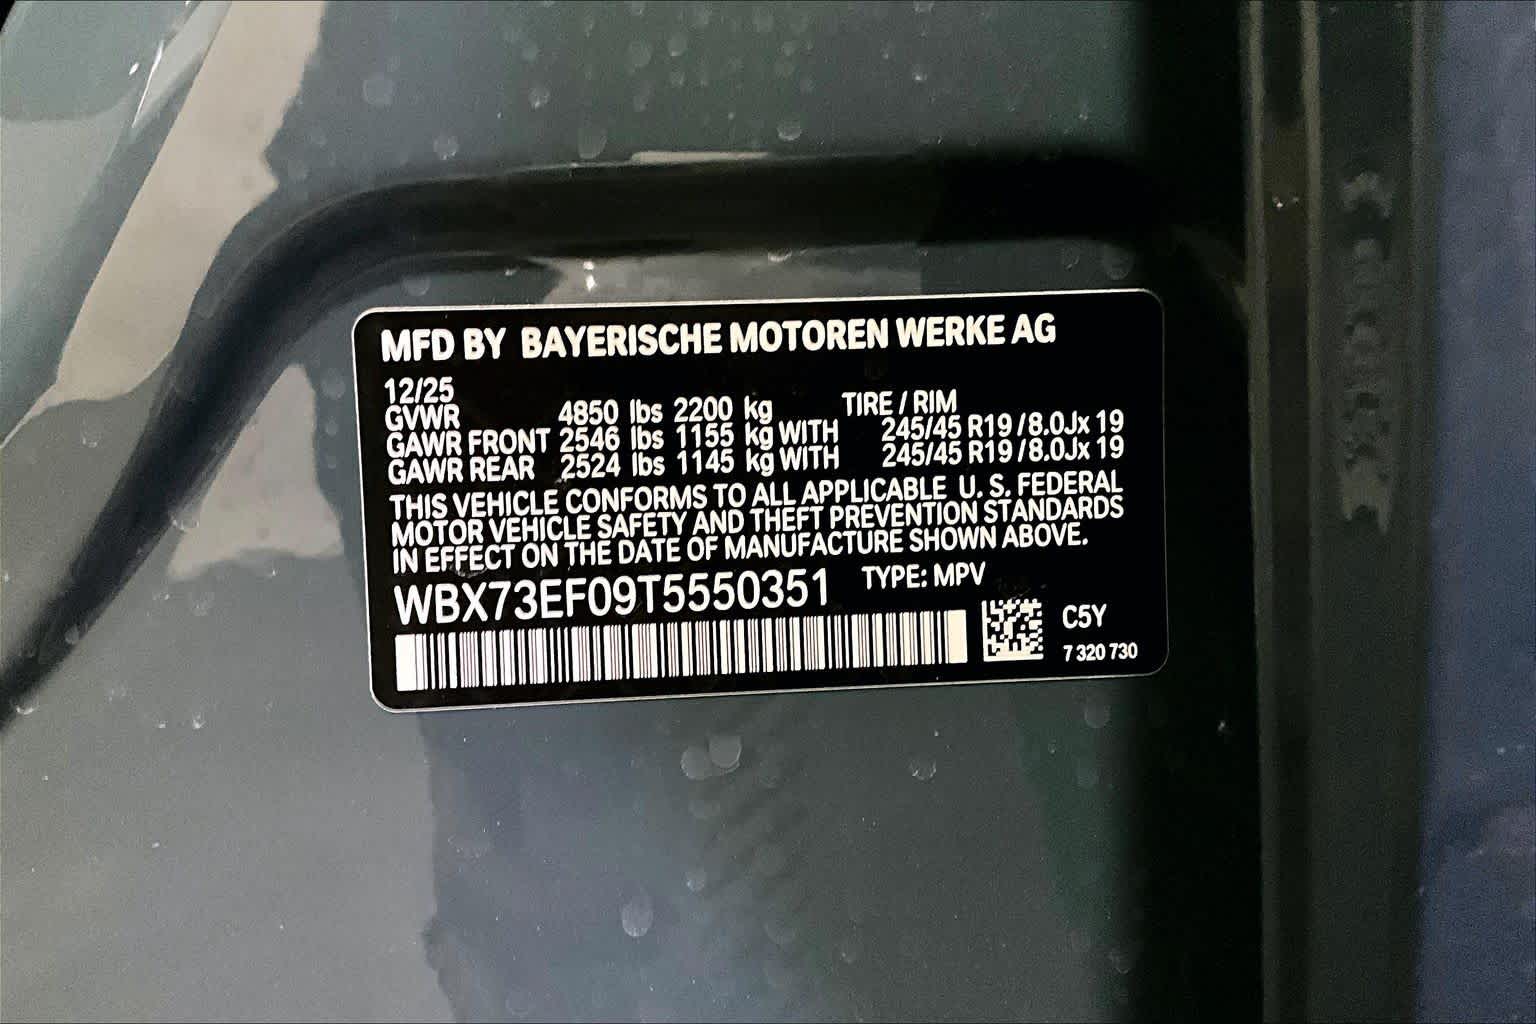 MFD BY BAYERISCHE MOTOREN WERKE AG
12/25
GVWR 4850 lbs 2200 kg TIRE / RIM
GAWR FRONT 2546 lbs 1155 kg WITH 245/45 R19 / 8.0Jx 19
GAWR REAR 2524 lbs 1145 kg WITH 245/45 R19 / 8.0Jx 19
THIS VEHICLE CONFORMS TO ALL APPLICABLE U. S. FEDERAL
MOTOR VEHICLE SAFETY AND THEFT PREVENTION STANDARDS
IN EFFECT ON THE DATE OF MANUFACTURE SHOWN ABOVE.
WBX73EF09T5550351 TYPE: MPV
C5Y
7 320 730